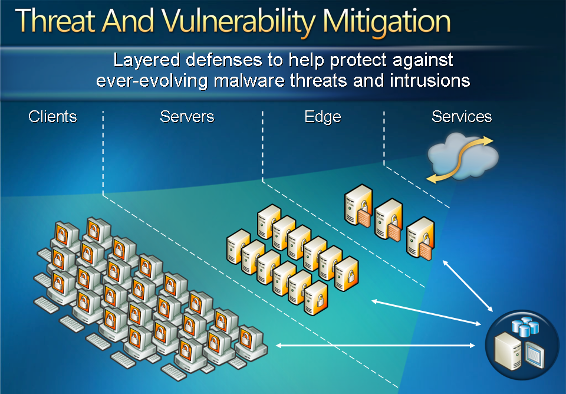 Threat And Vulnerability Mitigation
Layered defenses to help protect against
ever-evolving malware threats and intrusions
Clients
Servers
Edge
Services